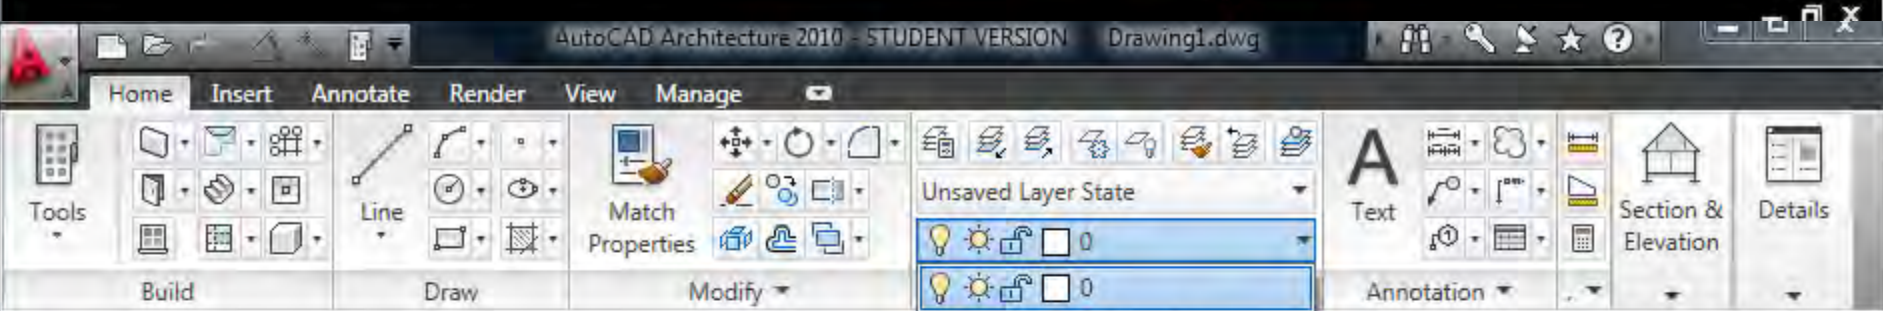 AutoCAD Architecture 2010 - STUDENT VERSION Drawing1.dwg
Home Insert Annotate Render View Manage
Tools
Line
Match
Properties
Unsaved Layer State
0
0
A
Text
Section &
Elevation
Details
Build
Draw
Modify
Annotation